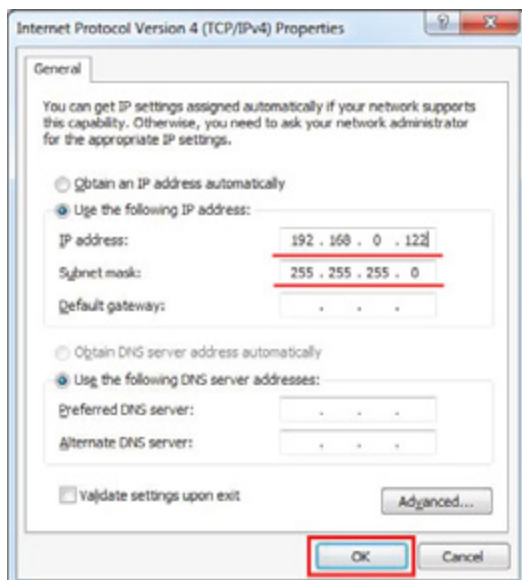 Internet Protocol Version 4 (TCP/IPv4) Properties
General
You can get IP settings assigned automatically if your network supports
this capability. Otherwise, you need to ask your network administrator
for the appropriate IP settings.
Obtain an IP address automatically
Use the following IP address:
IP address: 192 . 168 . 0 . 122
Subnet mask: 255 . 255 . 255 . 0
Default gateway: . . .
Obtain DNS server address automatically
Use the following DNS server addresses:
Preferred DNS server: . . .
Alternate DNS server: . . .
Validate settings upon exit
Advanced...
OK Cancel